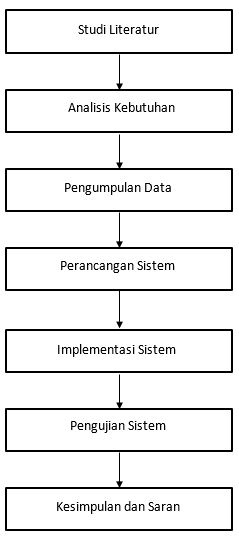 Studi Literatur
Analisis Kebutuhan
Pengumpulan Data
Perancangan Sistem
Implementasi Sistem
Pengujian Sistem
Kesimpulan dan Saran